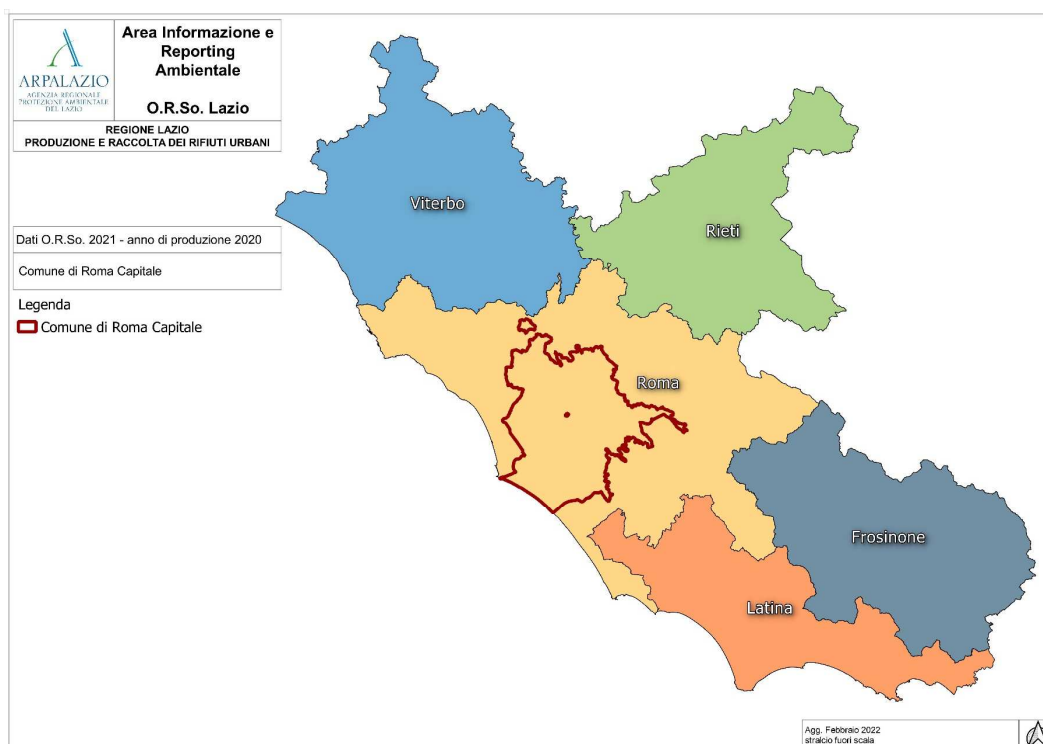 ARPALAZIO
AGENZIA REGIONALE
PROTEZIONE AMBIENTALE
DEL LAZIO
Area Informazione e
Reporting
Ambientale
O.R.So. Lazio
REGIONE LAZIO
PRODUZIONE E RACCOLTA DEI RIFIUTI URBANI
Dati O.R.So. 2021 - anno di produzione 2020
Comune di Roma Capitale
Legenda
Comune di Roma Capitale
Viterbo
Rieti
Roma
Frosinone
Latina
Agg. Febbraio 2022
stralcio fuori scala